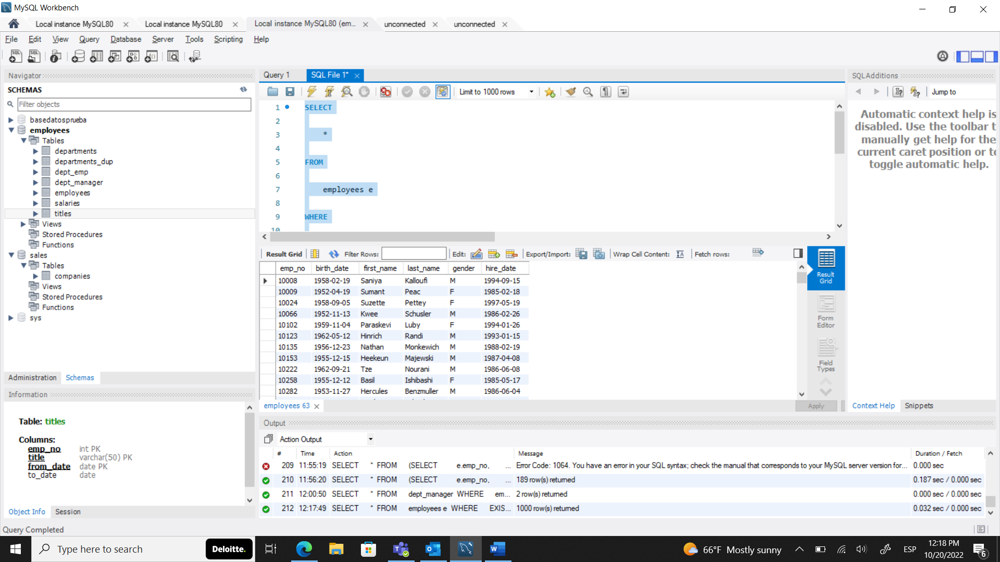 MySQL Workbench
Local instance MySQL80
Local instance MySQL80
Local instance MySQL80 (em...
unconnected
unconnected
File Edit View Query Database Server Tools Scripting Help
Navigator
SCHEMAS
Filter objects
basedatosprueba
employees
Tables
departments
departments_dup
dept_emp
dept_manager
employees
salaries
titles
Views
Stored Procedures
Functions
sales
Tables
companies
Views
Stored Procedures
Functions
sys
Administration Schemas
Information
Table: titles
Columns:
emp_no int PK
title varchar(50) PK
from_date date PK
to_date date
Object Info Session
Query Completed
Query 1 SQL File 1*
Limit to 1000 rows
1 SELECT
2
3 *
4
5 FROM
6
7 employees e
8
9 WHERE
10
Result Grid Filter Rows: Edit: Export/Import: Wrap Cell Content: Fetch rows:
emp_no birth_date first_name last_name gender hire_date
10008 1958-02-19 Saniya Kalloufi M 1994-09-15
10009 1952-04-19 Sumant Peac F 1985-02-18
10024 1958-09-05 Suzette Pettey F 1997-05-19
10066 1952-11-13 Kwee Schusler M 1986-02-26
10102 1959-11-04 Paraskevi Luby F 1994-01-26
10123 1962-05-12 Hinrich Randi M 1993-01-15
10135 1956-12-23 Nathan Monkewich M 1988-02-19
10153 1955-12-15 Heekeun Majewski M 1987-04-08
10222 1962-09-21 Tze Nourani M 1986-06-08
10258 1955-12-12 Basil Ishibashi F 1985-05-17
10282 1953-11-27 Hercules Benzmuller M 1986-06-04
Result
Grid
Form
Editor
Field
Types
employees 63
Apply
SQLAdditions
Jump to
Automatic context help is
disabled. Use the toolbar t
manually get help for the
current caret position or to
toggle automatic help.
Context Help Snippets
Output
Action Output
# Time Action Message Duration / Fetch
209 11:55:19 SELECT * FROM (SELECT e.emp_no, ... Error Code: 1064. You have an error in your SQL syntax; check the manual that corresponds to your MySQL server version for... 0.000 sec
210 11:56:20 SELECT * FROM (SELECT e.emp_no, ... 189 row(s) returned 0.187 sec / 0.000 sec
211 12:00:50 SELECT * FROM dept_manager WHERE em... 2 row(s) returned 0.000 sec / 0.000 sec
212 12:17:49 SELECT * FROM employees e WHERE EXIS... 1000 row(s) returned 0.032 sec / 0.000 sec
Type here to search
Deloitte.
66°F Mostly sunny
ESP
12:18 PM
10/20/2022
6